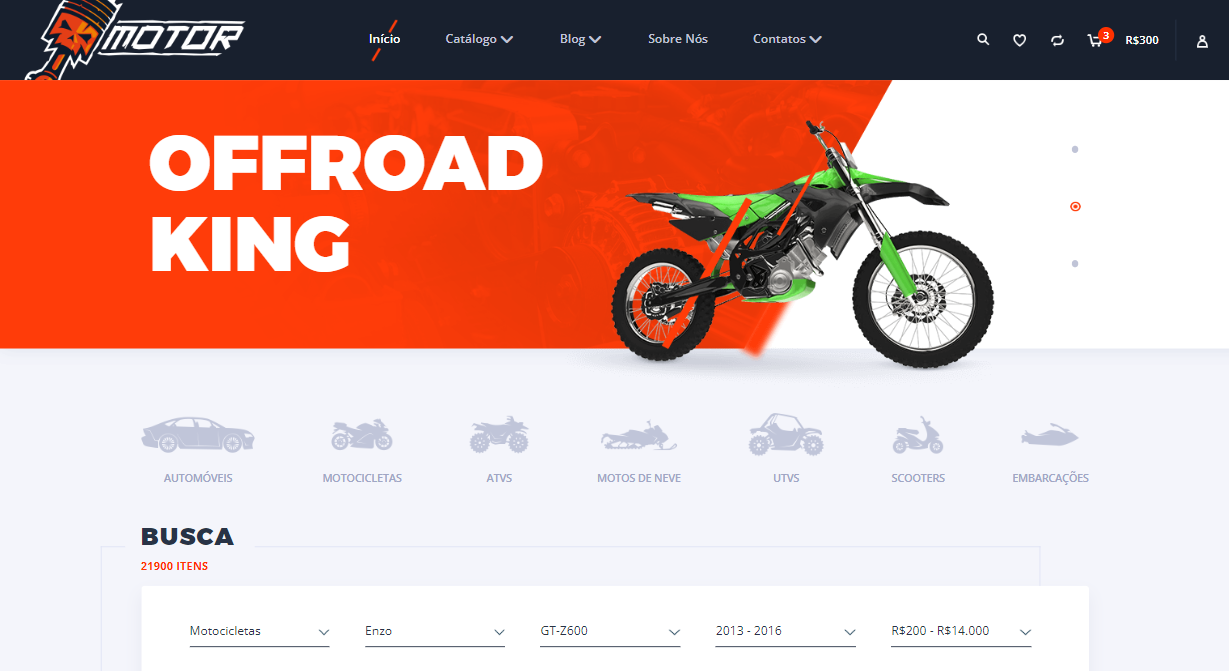 MOTOR
Início
Catálogo
Blog
Sobre Nós
Contatos
3
R$300
OFFROAD
KING
AUTOMÓVEIS
MOTOCICLETAS
ATVS
MOTOS DE NEVE
UTVS
SCOOTERS
EMBARCAÇÕES
BUSCA
21900 ITENS
Motocicletas
Enzo
GT-Z600
2013 - 2016
R$200 - R$14.000